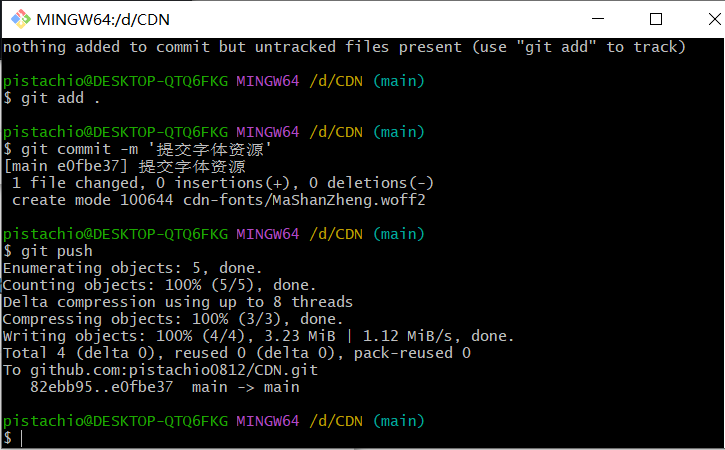 MINGW64:/d/CDN
nothing added to commit but untracked files present (use "git add" to track)
pistachio@DESKTOP-QTQ6FKG MINGW64 /d/CDN (main)
$ git add .
pistachio@DESKTOP-QTQ6FKG MINGW64 /d/CDN (main)
$ git commit -m '提交字体资源'
[main e0fbe37] 提交字体资源
 1 file changed, 0 insertions(+), 0 deletions(-)
 create mode 100644 cdn-fonts/MaShanZheng.woff2
pistachio@DESKTOP-QTQ6FKG MINGW64 /d/CDN (main)
$ git push
Enumerating objects: 5, done.
Counting objects: 100% (5/5), done.
Delta compression using up to 8 threads
Compressing objects: 100% (3/3), done.
Writing objects: 100% (4/4), 3.23 MiB | 1.12 MiB/s, done.
Total 4 (delta 0), reused 0 (delta 0), pack-reused 0
To github.com:pistachio0812/CDN.git
   82ebb95..e0fbe37  main -> main
pistachio@DESKTOP-QTQ6FKG MINGW64 /d/CDN (main)
$